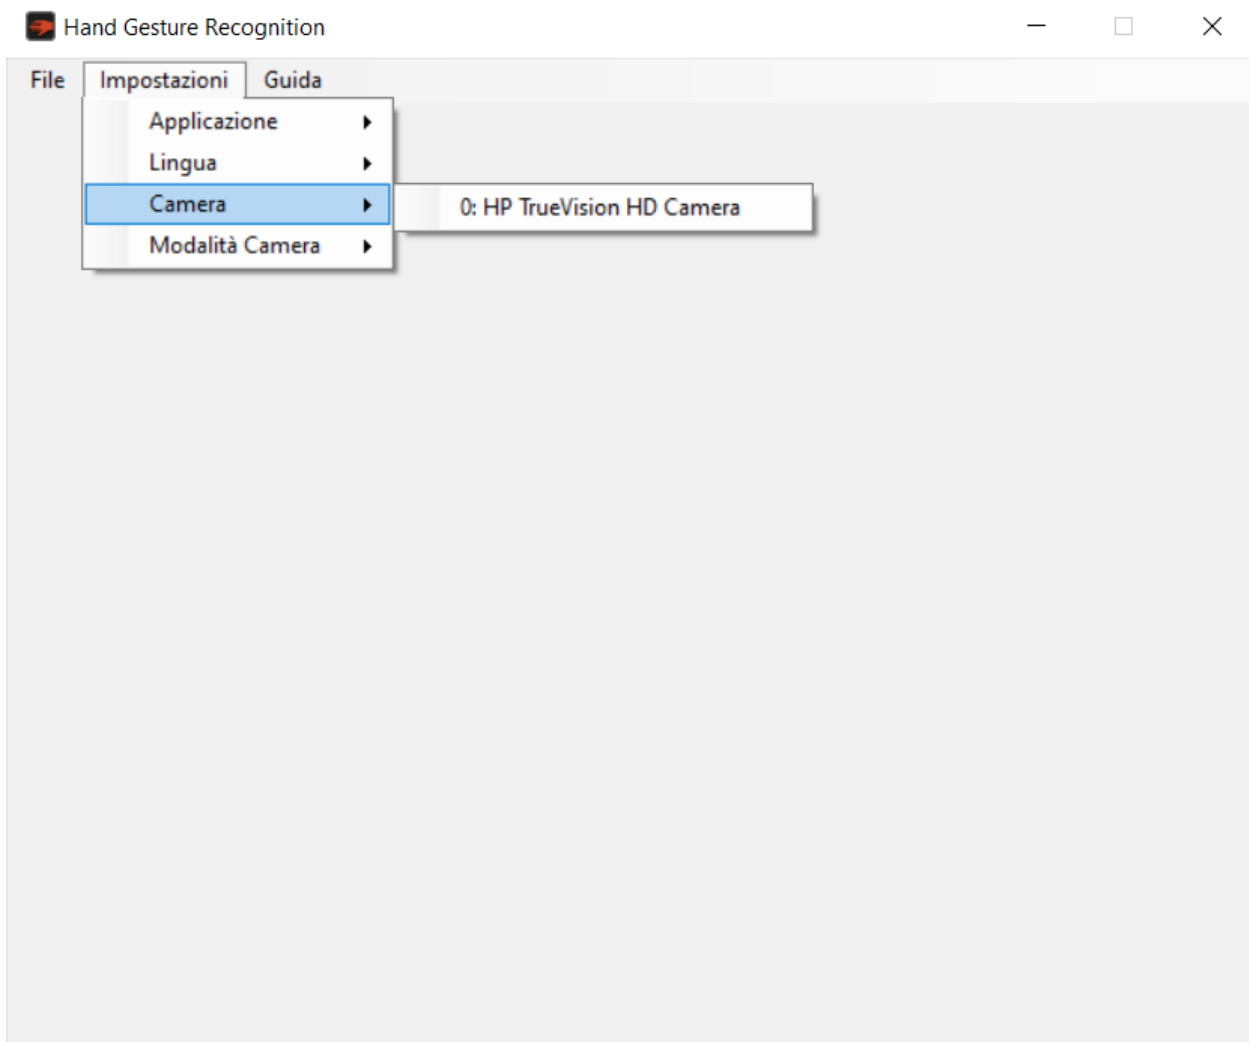 Hand Gesture Recognition
File Impostazioni Guida
Applicazione
Lingua
Camera
0: HP TrueVision HD Camera
Modalità Camera